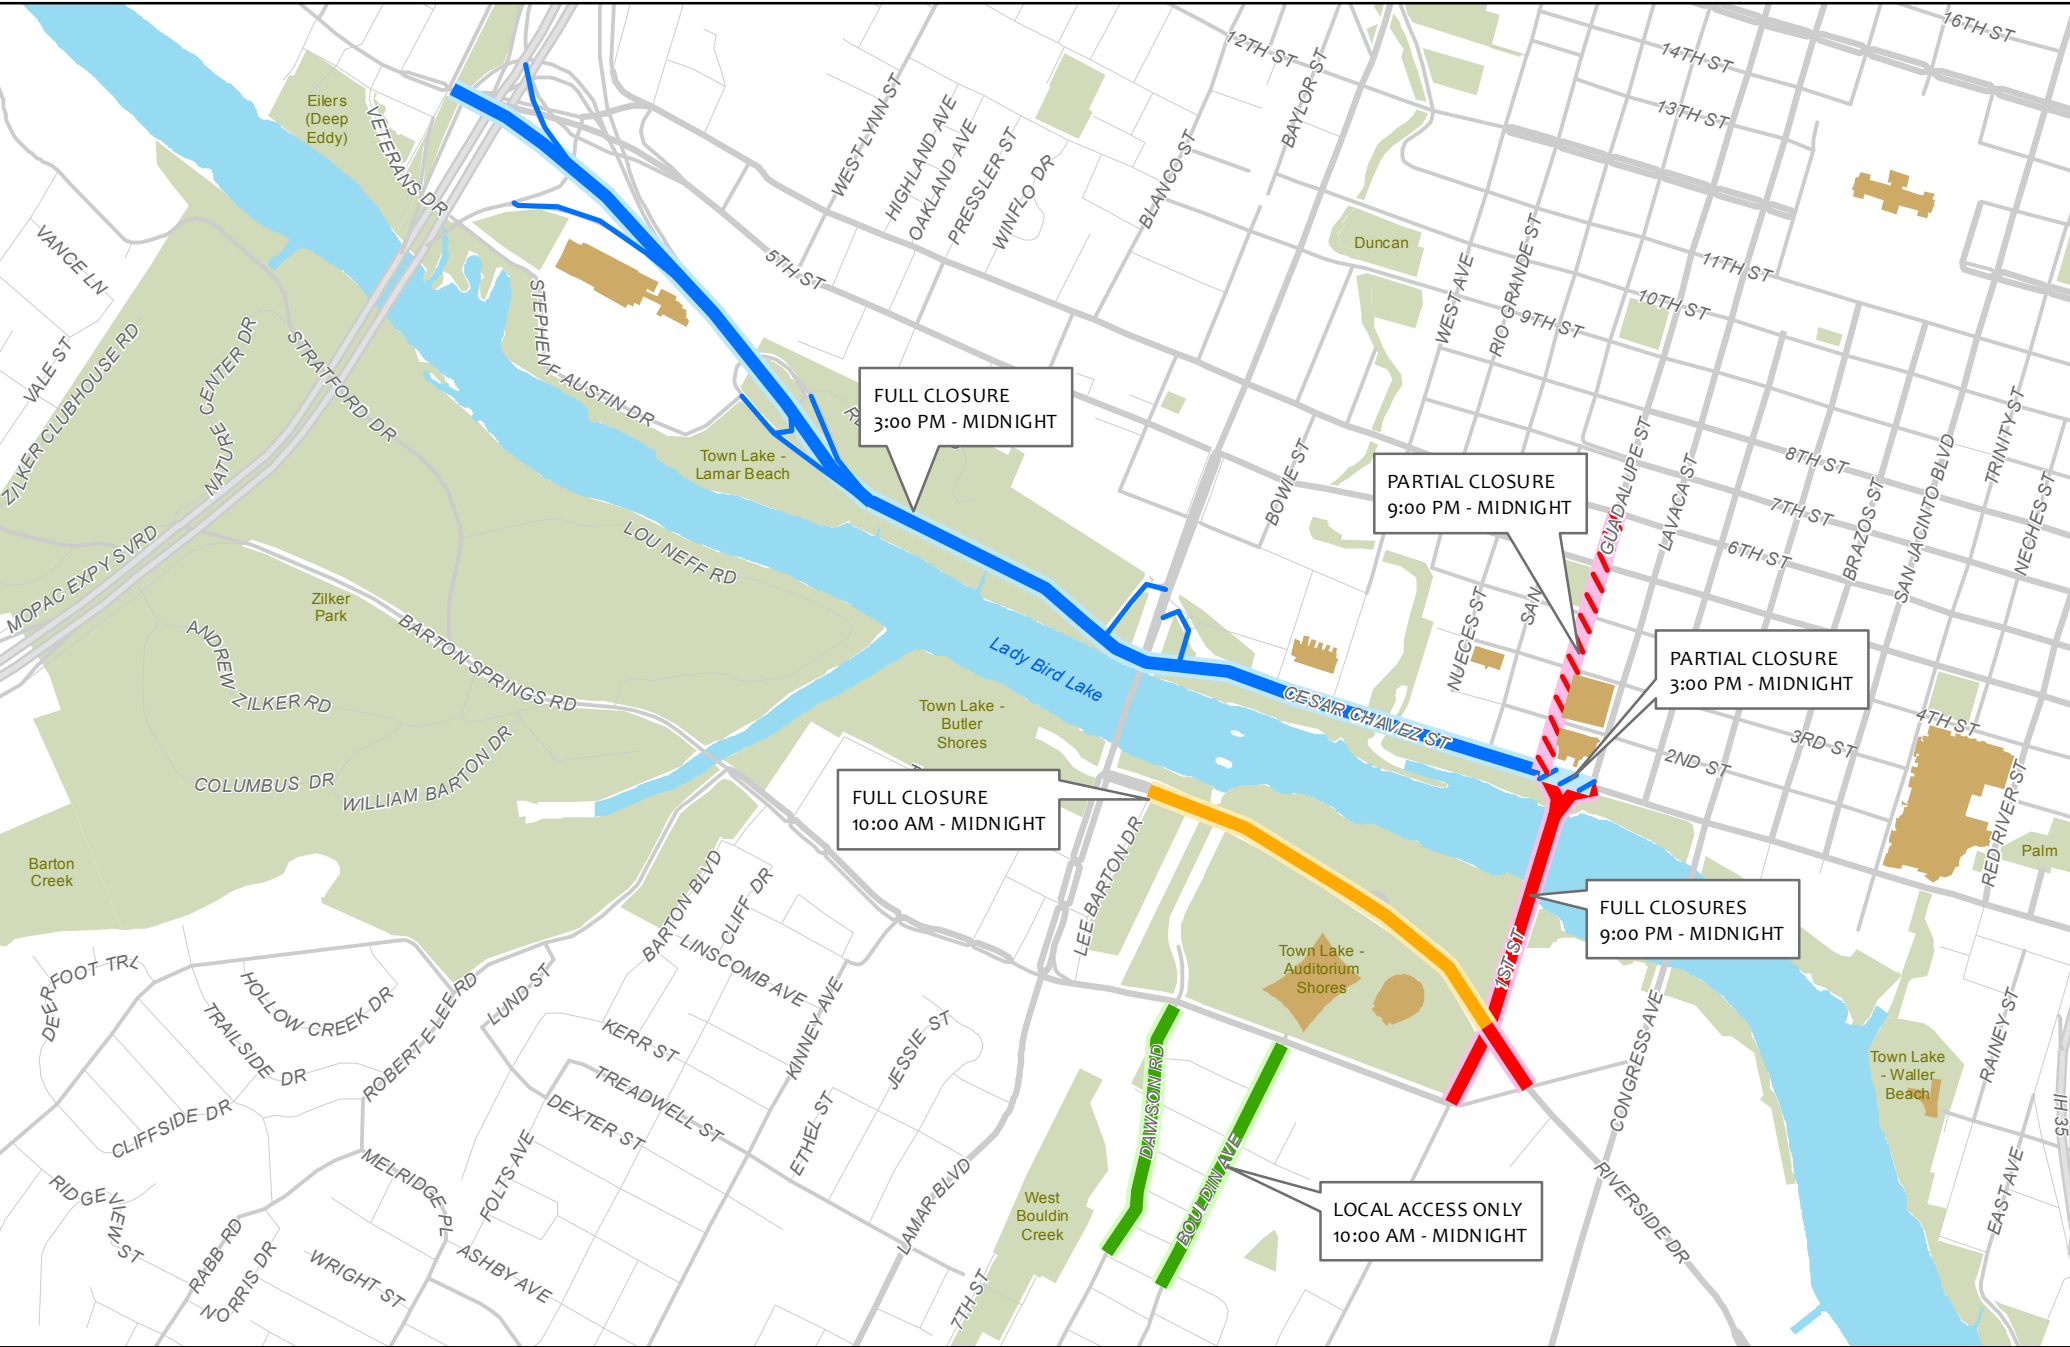 16TH ST
12TH ST
14TH ST
BAYLOR ST
13TH ST
Eilers
(Deep
Eddy)
VETERANS DR
WEST LYNN ST
HIGHLAND AVE
OAKLAND AVE
PRESSLER ST
WINFLO DR
BLANCO ST
Duncan
VANCE LN
5TH ST
WEST AVE
RIO GRANDE ST
11TH ST
10TH ST
9TH ST
STEPHEN F AUSTIN DR
NATURE CENTER DR
STRATFORD DR
VALE ST
ZILKER CLUBHOUSE RD
FULL CLOSURE
3:00 PM - MIDNIGHT
Town Lake -
Lamar Beach
BOWIE ST
PARTIAL CLOSURE
9:00 PM - MIDNIGHT
GUADALUPE ST
LAVACA ST
8TH ST
7TH ST
6TH ST
BRAZOS ST
SAN JACINTO BLVD
TRINITY ST
NECHES ST
MOPAC EXPY SVRD
LOU NEFF RD
Zilker
Park
BARTON SPRINGS RD
ANDREW ZILKER RD
Lady Bird Lake
NUECES ST
SAN
PARTIAL CLOSURE
3:00 PM - MIDNIGHT
CESAR CHAVEZ ST
Town Lake -
Butler
Shores
4TH ST
3RD ST
2ND ST
COLUMBUS DR
WILLIAM BARTON DR
FULL CLOSURE
10:00 AM - MIDNIGHT
RED RIVER ST
Palm
Barton
Creek
BARTON BLVD
CLIFF DR
LINSCOMB AVE
LEE BARTON DR
FULL CLOSURES
9:00 PM - MIDNIGHT
1ST ST
Town Lake -
Auditorium
Shores
DEERFOOT TRL
HOLLOW CREEK DR
TRAILSIDE DR
ROBERT E LEE RD
LUND ST
KERR ST
KINNEY AVE
JESSIE ST
CONGRESS AVE
RAINEY ST
Town Lake
- Waller
Beach
IH 35
TREADWELL ST
DEXTER ST
ETHEL ST
DAWSON RD
BOULDIN AVE
CLIFFSIDE DR
MELRIDGE PL
FOLTS AVE
RIDGEVIEW ST
RABB RD
NORRIS DR
WRIGHT ST
ASHBY AVE
LAMAR BLVD
7TH ST
West
Bouldin
Creek
LOCAL ACCESS ONLY
10:00 AM - MIDNIGHT
RIVERSIDE DR
EAST AVE